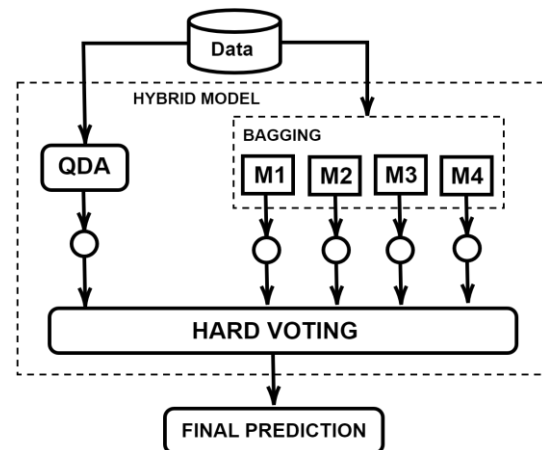 Data
HYBRID MODEL
BAGGING
QDA
M1 M2 M3 M4
HARD VOTING
FINAL PREDICTION